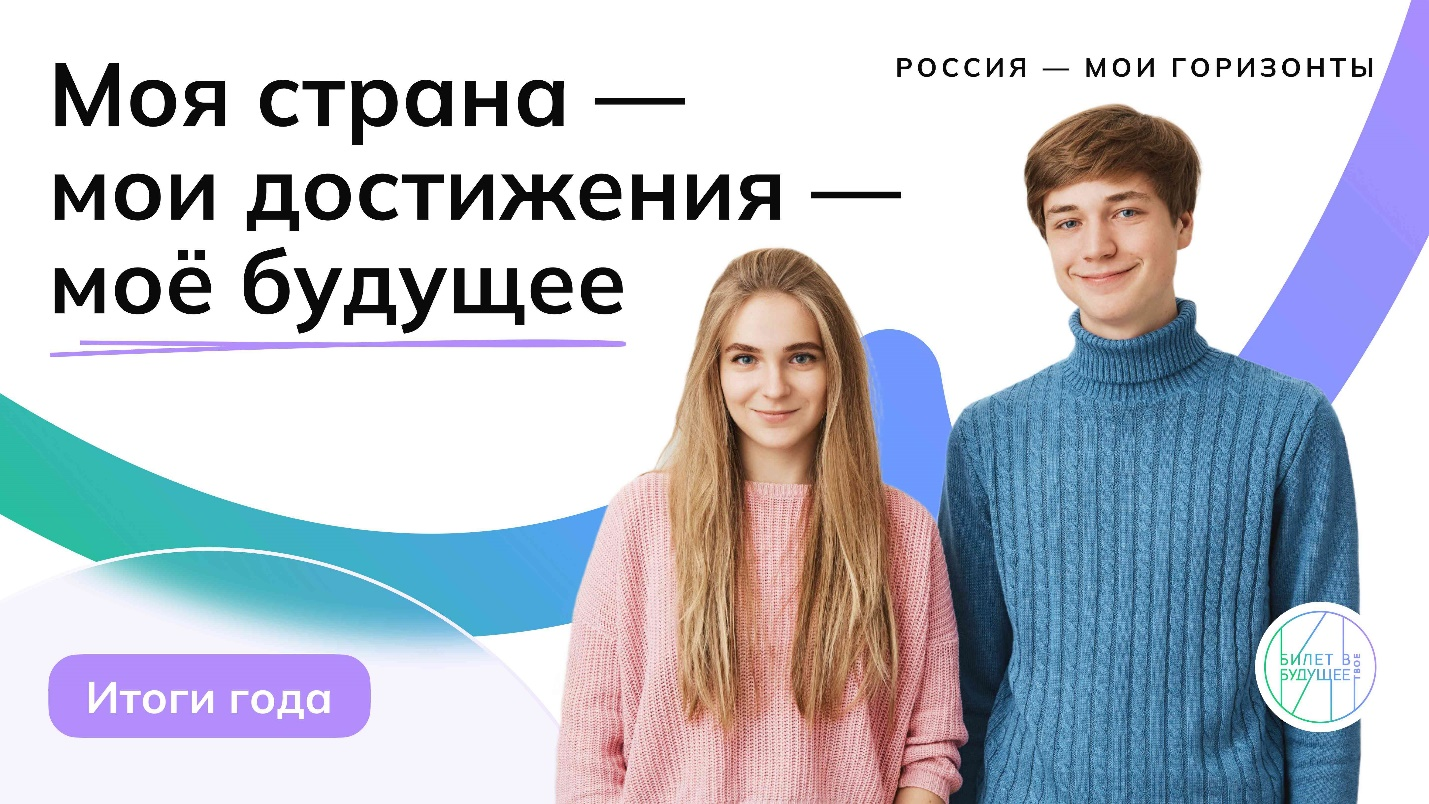 РОССИЯ — МОИ ГОРИЗОНТЫ
Моя страна —
мои достижения —
моё будущее
Итоги года
БИЛЕТ В
БУДУЩЕЕ
ТВОЕ